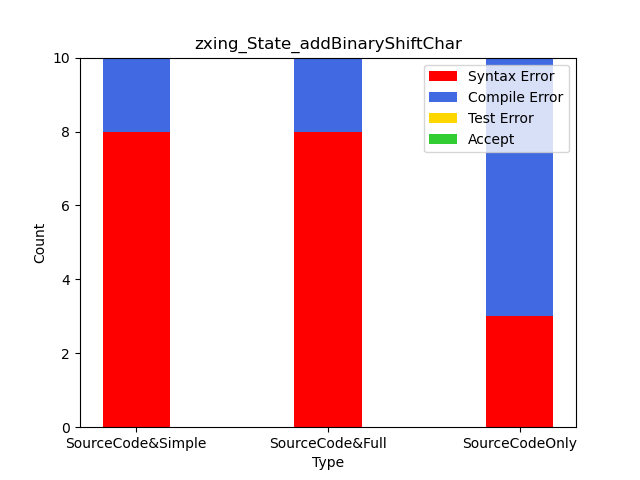 zxing_State_addBinaryShiftChar
10
8
6
4
2
0
Count
Syntax Error
Compile Error
Test Error
Accept
SourceCode&Simple
SourceCode&Full
SourceCodeOnly
Type